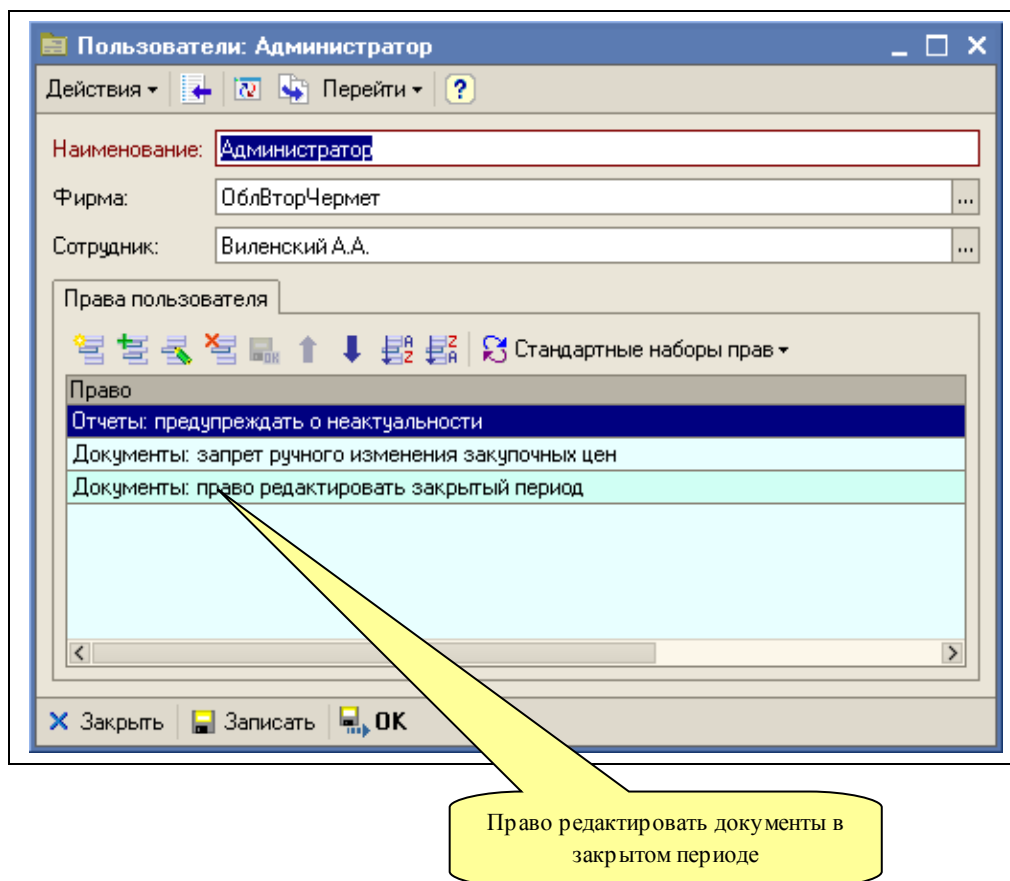 Пользователи: Администратор
Действия Перейти ?
Наименование: Администратор
Фирма: ОблВторЧермет ...
Сотрудник: Виленский А.А. ...
Права пользователя
Стандартные наборы прав
Право
Отчеты: предупреждать о неактуальности
Документы: запрет ручного изменения закупочных цен
Документы: право редактировать закрытый период
Закрыть Записать OK
Право редактировать документы в
закрытом периоде